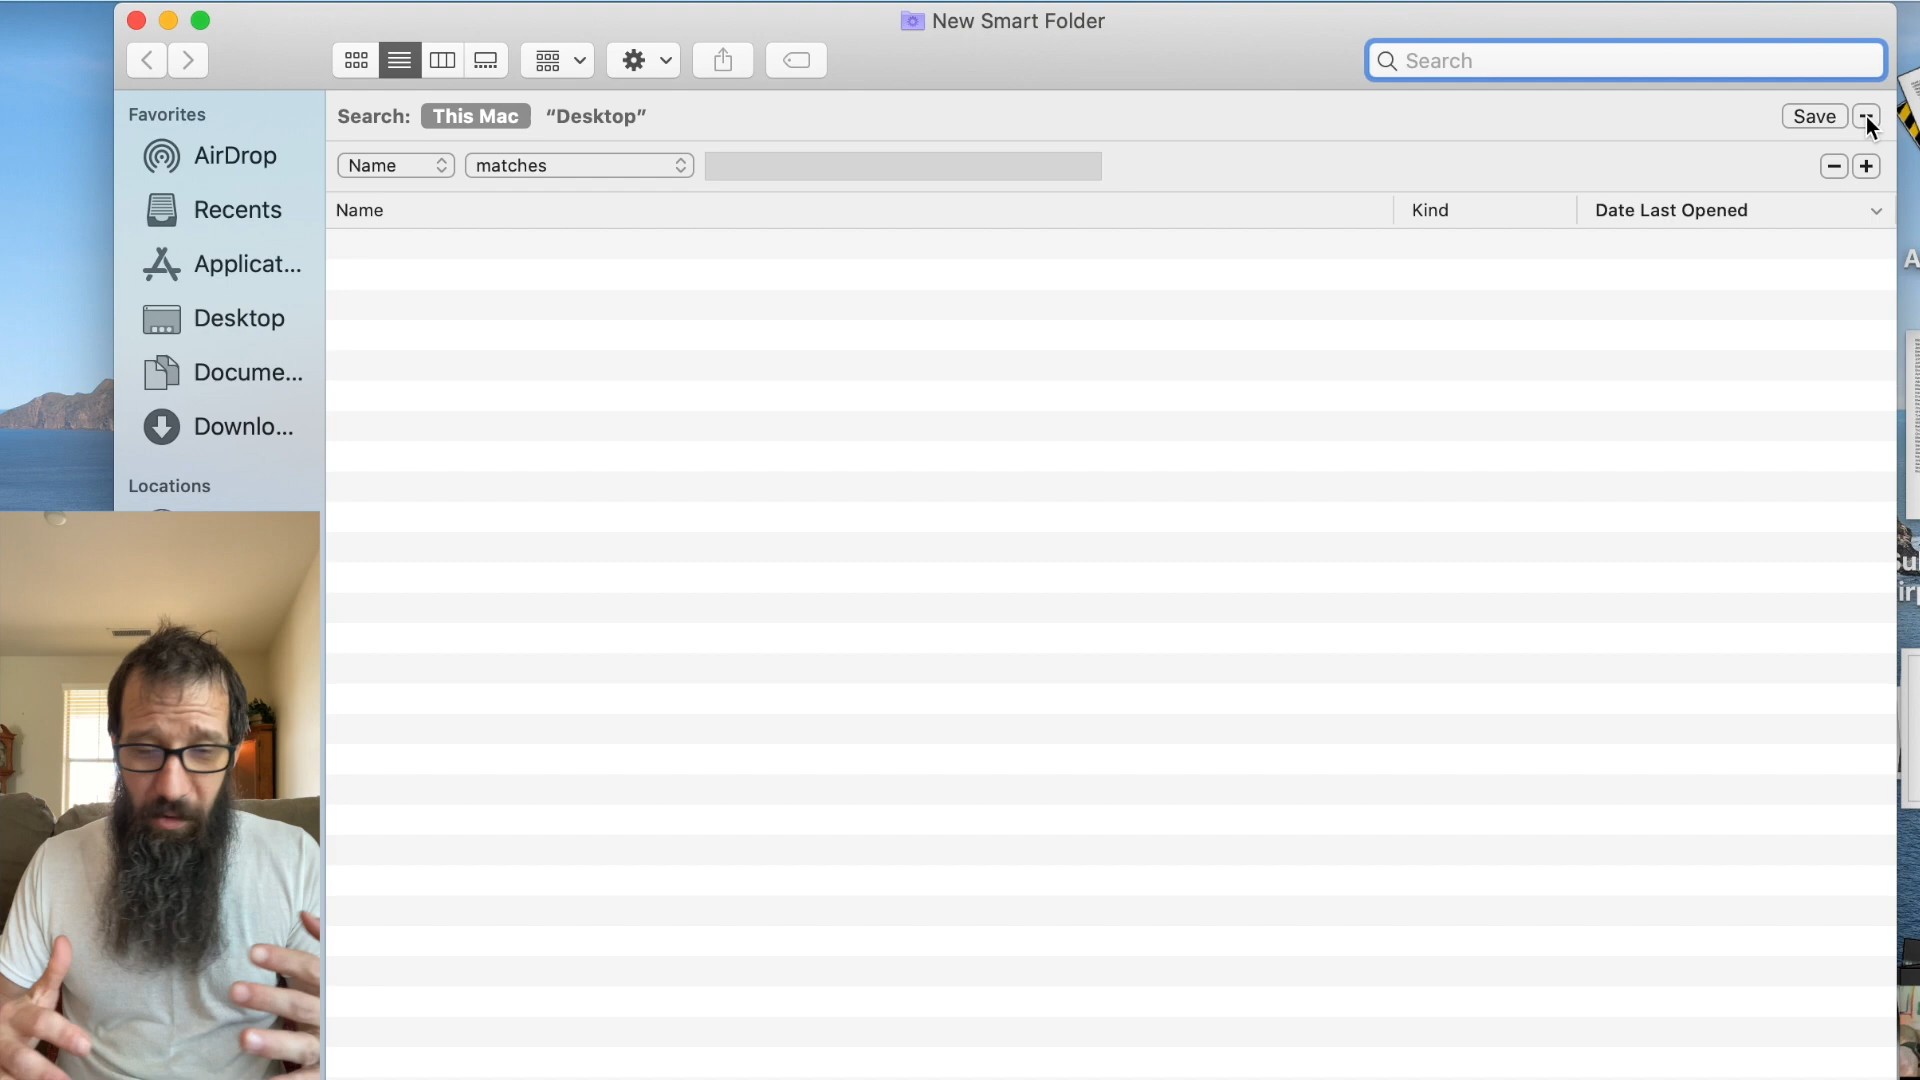 New Smart Folder
Search
Favorites
Search: This Mac “Desktop”
Save
AirDrop
Name matches
Recents
Name Kind Date Last Opened
Applicat...
Desktop
Docume...
Downlo...
Locations